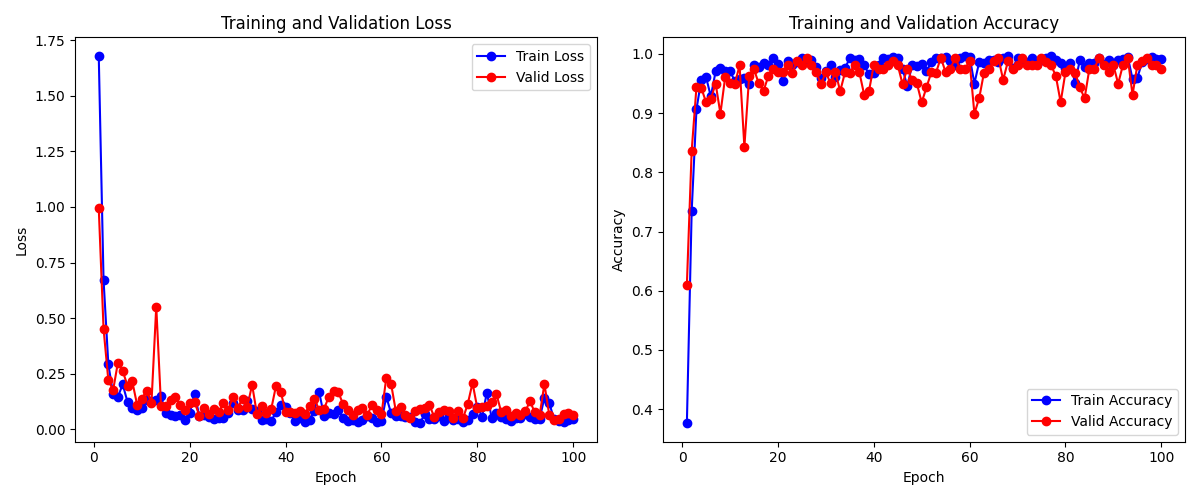 Training and Validation Loss
1.75
1.50
1.25
1.00
0.75
0.50
0.25
0.00
Loss
0
20
40
60
80
100
Epoch
Train Loss
Valid Loss
Training and Validation Accuracy
1.0
0.9
0.8
0.7
0.6
0.5
0.4
Accuracy
0
20
40
60
80
100
Epoch
Train Accuracy
Valid Accuracy